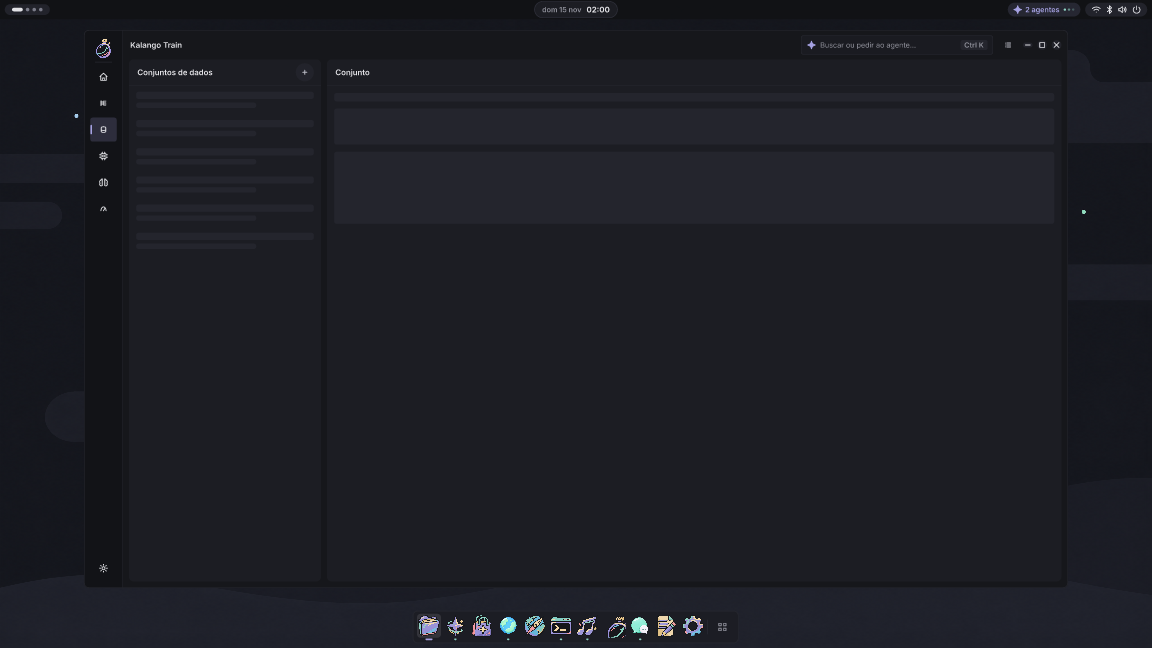 dom 15 nov 02:00
2 agentes
Kalango Train
Buscar ou pedir ao agente...
Ctrl K
Conjuntos de dados
Conjunto